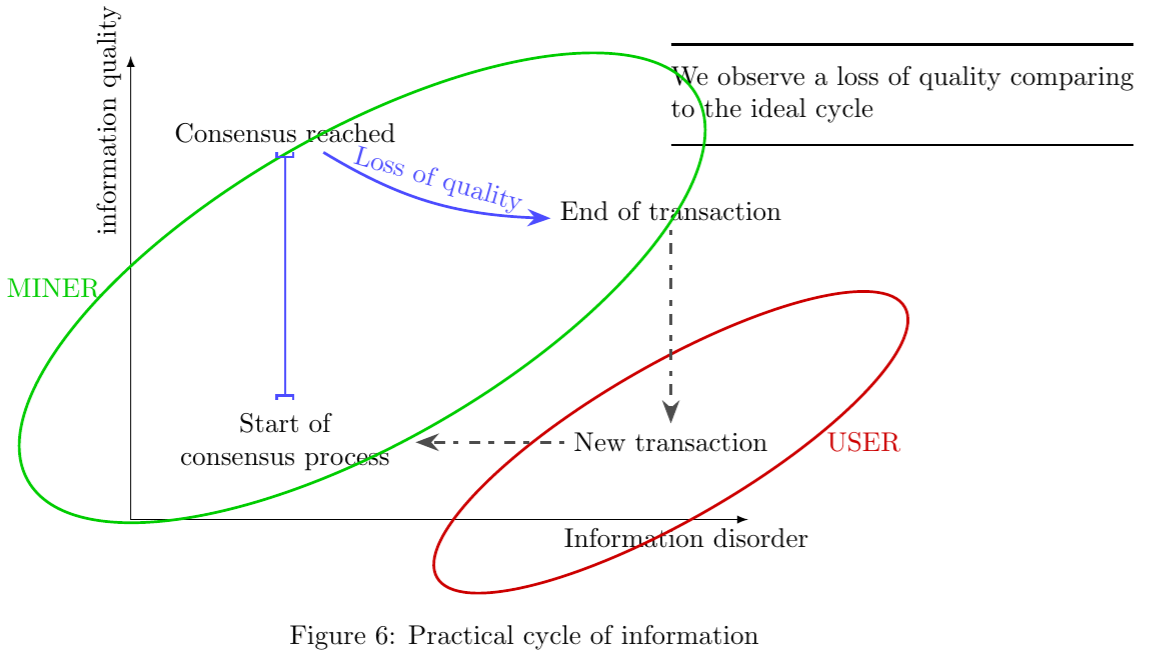 information quality
We observe a loss of quality comparing
to the ideal cycle
Consensus reached
Loss of quality
End of transaction
MINER
Start of
consensus process
New transaction
USER
Information disorder
Figure 6: Practical cycle of information